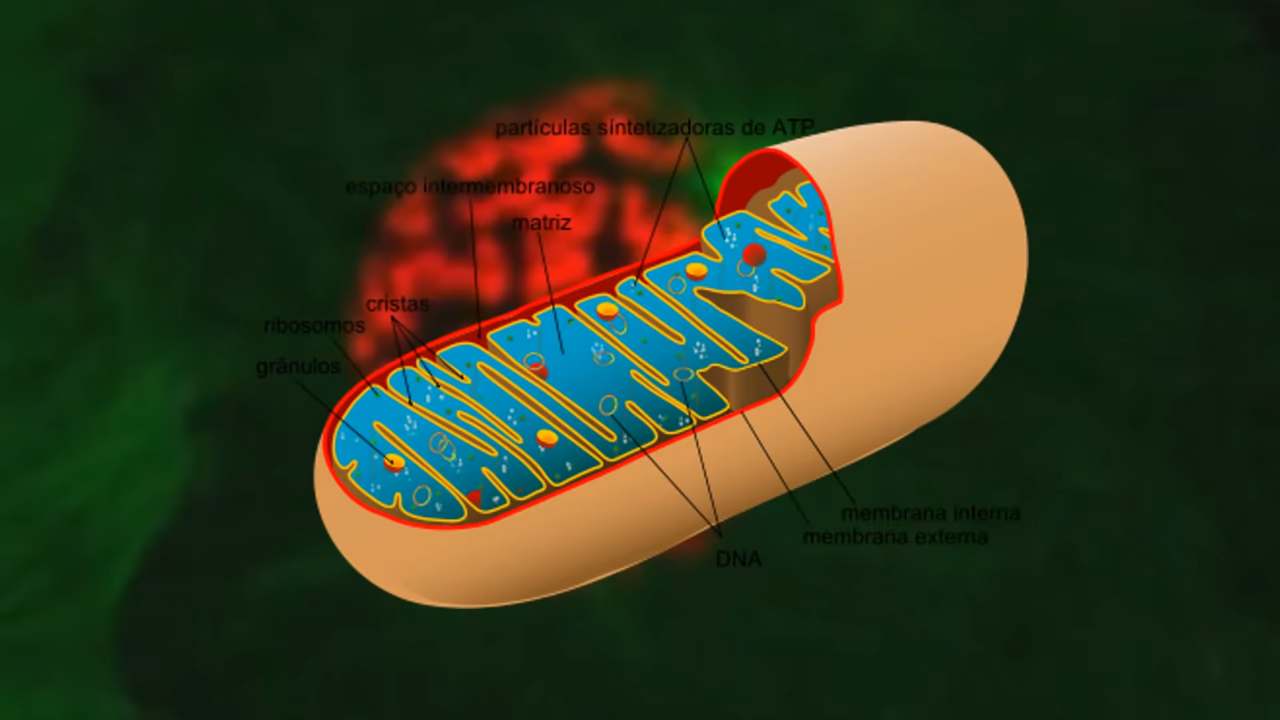 partículas síntetizadoras de ATP
espaço intermembranoso
matriz
cristas
ribosomos
grânulos
membrana interna
membrana externa
DNA